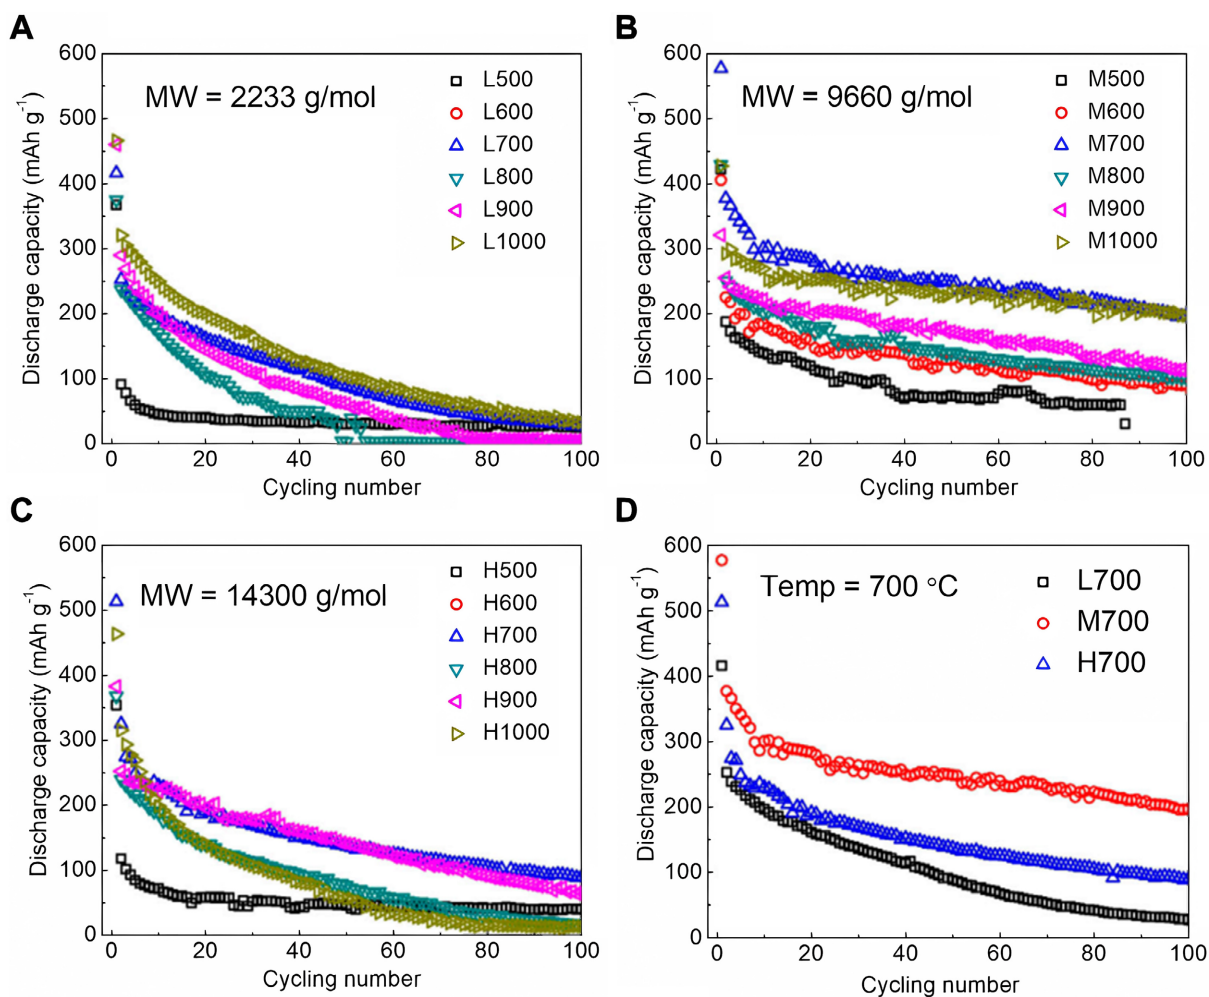 A
600
500
400
300
200
100
0
Discharge capacity (mAh g⁻¹)
MW = 2233 g/mol
L500
L600
L700
L800
L900
L1000
0 20 40 60 80 100
Cycling number
B
600
500
400
300
200
100
0
Discharge capacity (mAh g⁻¹)
MW = 9660 g/mol
M500
M600
M700
M800
M900
M1000
0 20 40 60 80 100
Cycling number
C
600
500
400
300
200
100
0
Discharge capacity (mAh g⁻¹)
MW = 14300 g/mol
H500
H600
H700
H800
H900
H1000
0 20 40 60 80 100
Cycling number
D
600
500
400
300
200
100
0
Discharge capacity (mAh g⁻¹)
Temp = 700 °C
L700
M700
H700
0 20 40 60 80 100
Cycling number